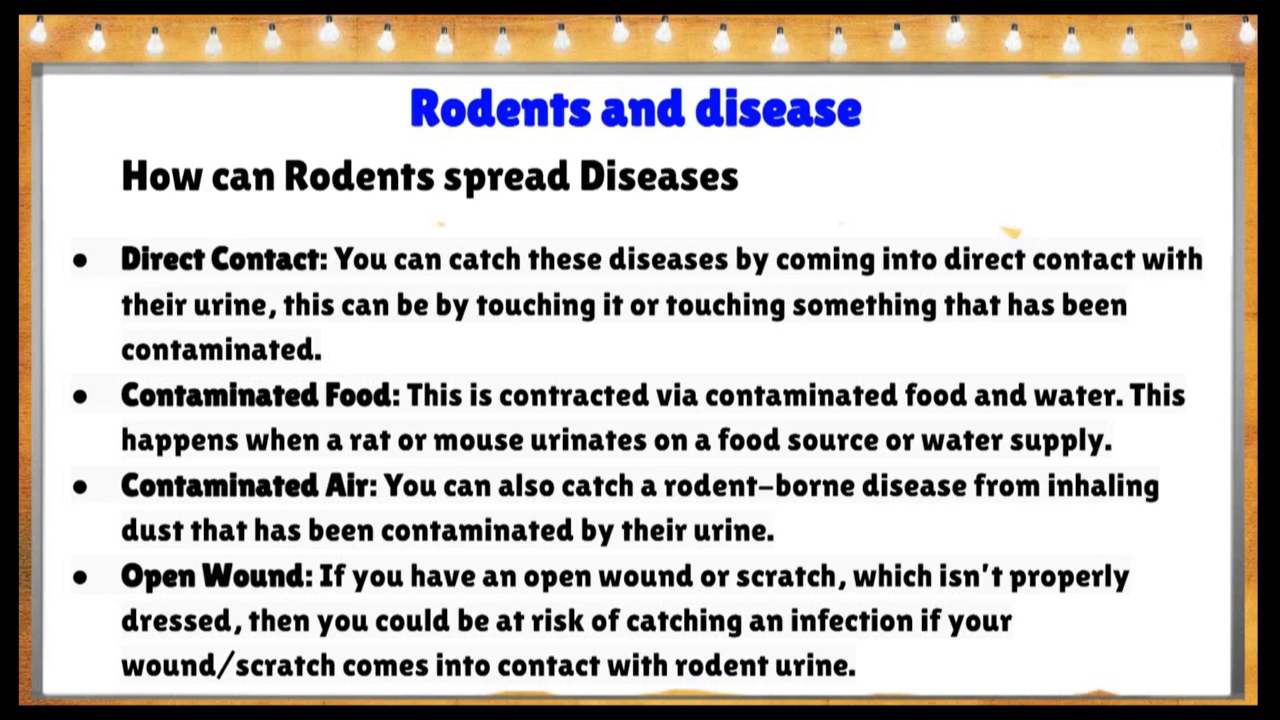 Rodents and disease
How can Rodents spread Diseases
● Direct Contact: You can catch these diseases by coming into direct contact with
their urine, this can be by touching it or touching something that has been
contaminated.
● Contaminated Food: This is contracted via contaminated food and water. This
happens when a rat or mouse urinates on a food source or water supply.
● Contaminated Air: You can also catch a rodent–borne disease from inhaling
dust that has been contaminated by their urine.
● Open Wound: If you have an open wound or scratch, which isn't properly
dressed, then you could be at risk of catching an infection if your
wound/scratch comes into contact with rodent urine.